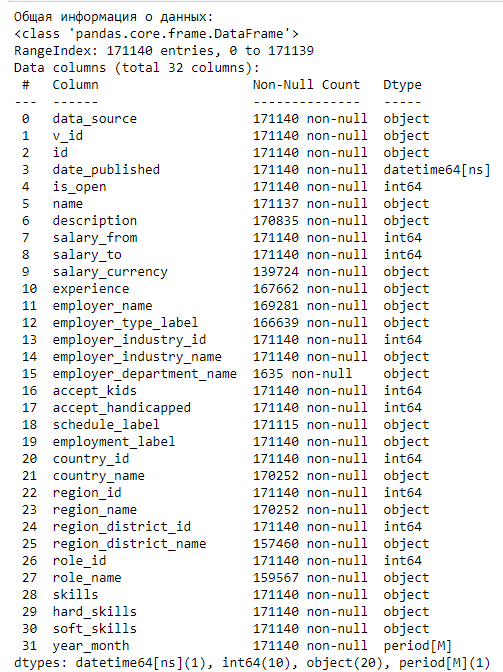 Общая информация о данных:
<class 'pandas.core.frame.DataFrame'>
RangeIndex: 171140 entries, 0 to 171139
Data columns (total 32 columns):
 #   Column                    Non-Null Count   Dtype
---  ------                    --------------   -----
 0   data_source               171140 non-null  object
 1   v_id                      171140 non-null  object
 2   id                        171140 non-null  object
 3   date_published            171140 non-null  datetime64[ns]
 4   is_open                   171140 non-null  int64
 5   name                      171137 non-null  object
 6   description               170835 non-null  object
 7   salary_from               171140 non-null  int64
 8   salary_to                 171140 non-null  int64
 9   salary_currency           139724 non-null  object
 10  experience                167662 non-null  object
 11  employer_name             169281 non-null  object
 12  employer_type_label       166639 non-null  object
 13  employer_industry_id      171140 non-null  int64
 14  employer_industry_name    171140 non-null  object
 15  employer_department_name  1635 non-null    object
 16  accept_kids               171140 non-null  int64
 17  accept_handicapped        171140 non-null  int64
 18  schedule_label            171115 non-null  object
 19  employment_label          171140 non-null  object
 20  country_id                171140 non-null  int64
 21  country_name              170252 non-null  object
 22  region_id                 171140 non-null  int64
 23  region_name               170252 non-null  object
 24  region_district_id        171140 non-null  int64
 25  region_district_name      157460 non-null  object
 26  role_id                   171140 non-null  int64
 27  role_name                 159567 non-null  object
 28  skills                    171140 non-null  object
 29  hard_skills               171140 non-null  object
 30  soft_skills               171140 non-null  object
 31  year_month                171140 non-null  period[M]
dtypes: datetime64[ns](1), int64(10), object(20), period[M](1)